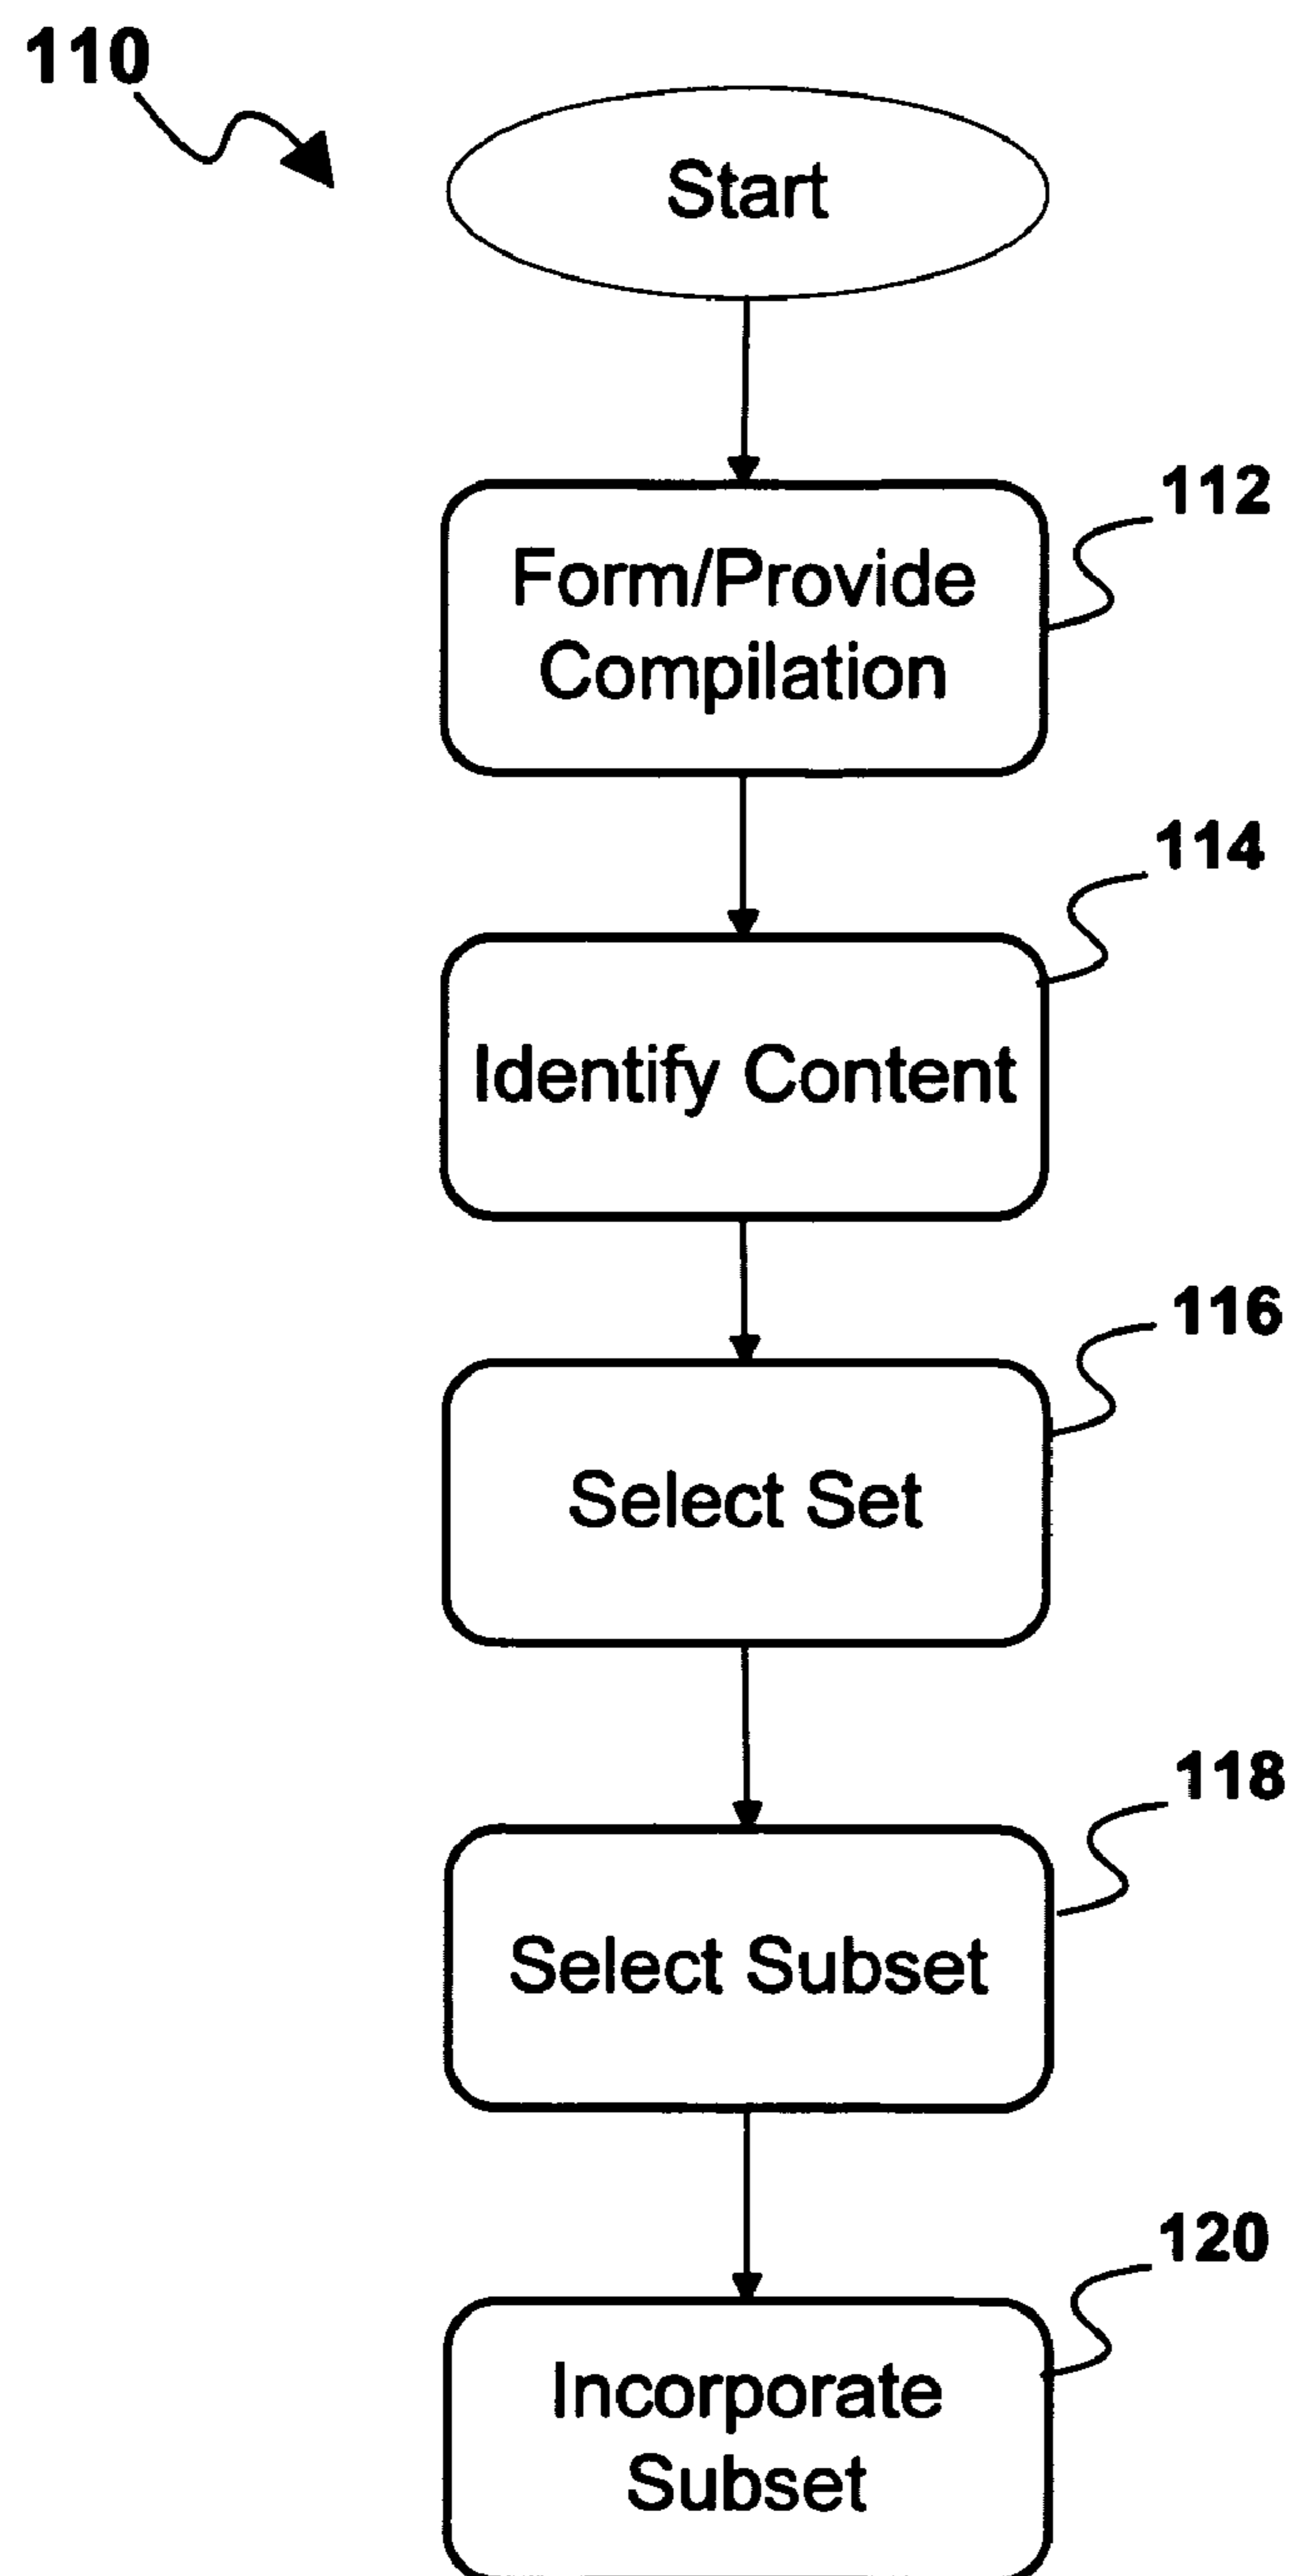 110
Start
112
Form/Provide
Compilation
114
Identify Content
116
Select Set
118
Select Subset
120
Incorporate
Subset